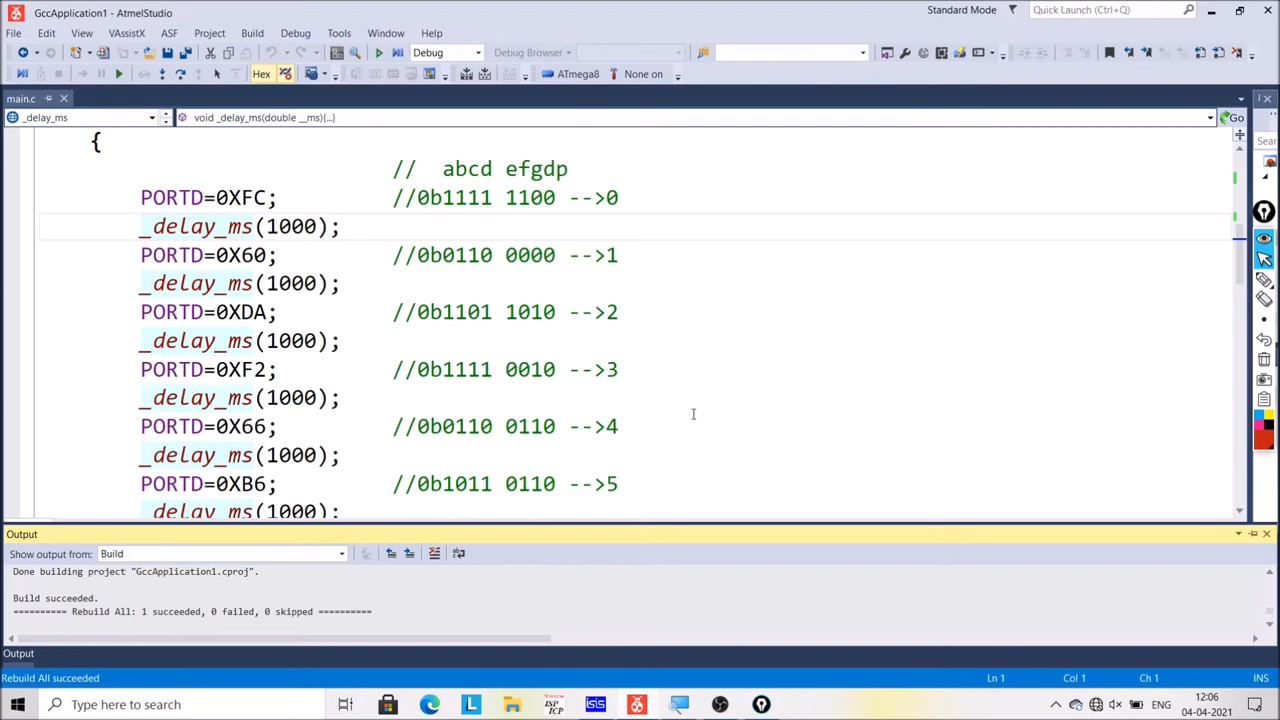 GccApplication1 - AtmelStudio
Standard Mode
Quick Launch (Ctrl+Q)
File Edit View VAssistX ASF Project Build Debug Tools Window Help
Debug
Debug Browser
Hex
ATmega8
None on
main.c
_delay_ms
void _delay_ms(double __ms){...}
Go
Sear
{
// abcd efgdp
PORTD=0XFC; //0b1111 1100 -->0
_delay_ms(1000);
PORTD=0X60; //0b0110 0000 -->1
_delay_ms(1000);
PORTD=0XDA; //0b1101 1010 -->2
_delay_ms(1000);
PORTD=0XF2; //0b1111 0010 -->3
_delay_ms(1000);
PORTD=0X66; //0b0110 0110 -->4
_delay_ms(1000);
PORTD=0XB6; //0b1011 0110 -->5
_delay_ms(1000);
Output
Show output from: Build
Done building project "GccApplication1.cproj".
Build succeeded.
========== Rebuild All: 1 succeeded, 0 failed, 0 skipped ==========
Output
Rebuild All succeeded
Ln 1 Col 1 Ch 1 INS
Type here to search
L
ISP
ICP
isis
ENG
12:06
04-04-2021